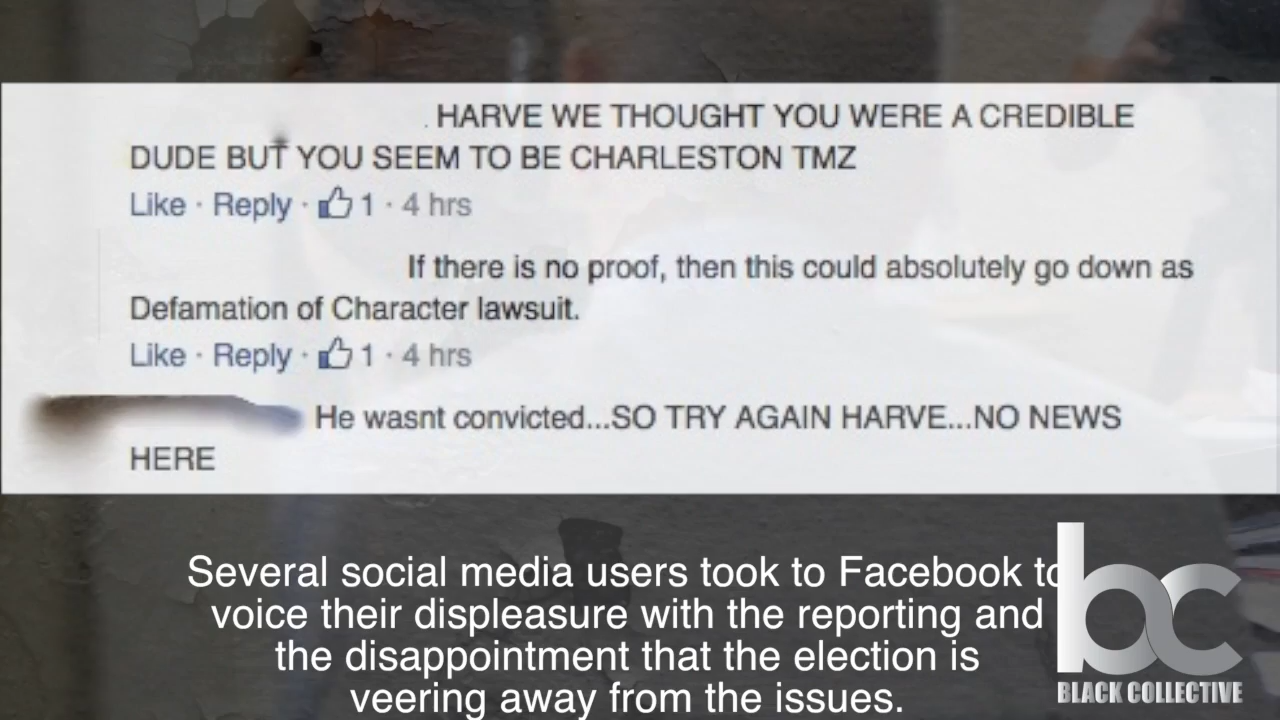 HARVE WE THOUGHT YOU WERE A CREDIBLE
DUDE BUT YOU SEEM TO BE CHARLESTON TMZ
Like · Reply · 1 · 4 hrs
If there is no proof, then this could absolutely go down as
Defamation of Character lawsuit.
Like · Reply · 1 · 4 hrs
He wasnt convicted...SO TRY AGAIN HARVE...NO NEWS
HERE
Several social media users took to Facebook to
voice their displeasure with the reporting and
the disappointment that the election is
veering away from the issues.
bc
BLACK COLLECTIVE